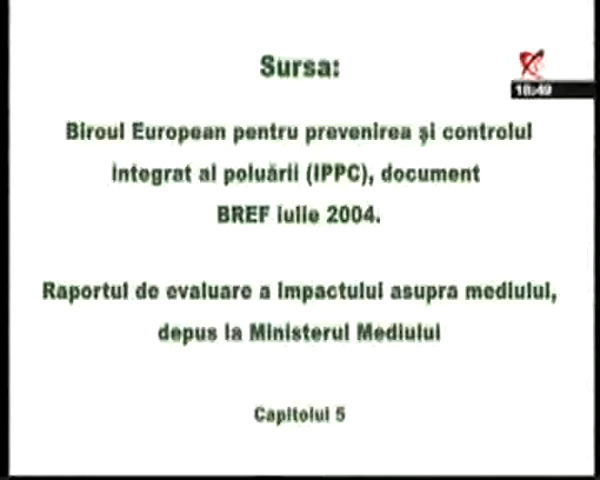 Sursa:
18:49
Biroul European pentru prevenirea şi controlul
integrat al poluării (IPPC), document
BREF iulie 2004.
Raportul de evaluare a impactului asupra mediului,
depus la Ministerul Mediului
Capitolul 5